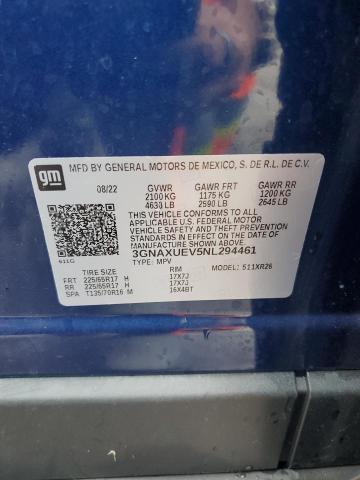 gm
MFD BY GENERAL MOTORS DE MEXICO, S. DE R.L. DE C.V.
08/22 GVWR GAWR FRT GAWR RR
2100 KG 1175 KG 1200 KG
4630 LB 2590 LB 2645 LB
THIS VEHICLE CONFORMS TO ALL
APPLICABLE U.S. FEDERAL MOTOR
VEHICLE SAFETY AND THEFT
PREVENTION STANDARDS IN EFFECT
ON THE DATE OF MANUFACTURE
SHOWN ABOVE.
3GNAXUEV5NL294461
611G TYPE: MPV MODEL: 511XR26
TIRE SIZE RIM
FRT 225/65R17 H 17X7J
RR 225/65R17 H 17X7J
SPA T135/70R16 M 16X4BT